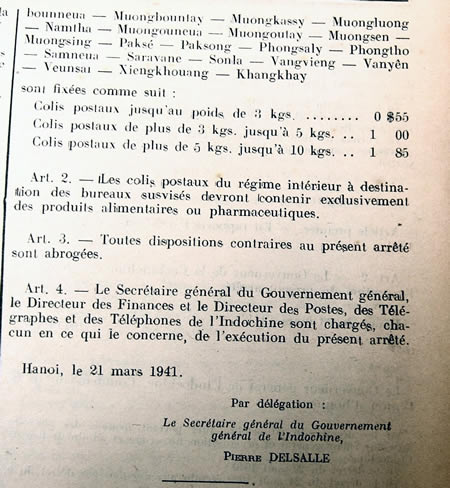 bounneua — Muongbountay — Muongkassy — Muongluong
— Namtha — Muongouneua — Muongoutay — Muongsen —
Muongsing — Paksé — Paksong — Phongsaly — Phongtho
— Samneua — Saravane — Sonla — Vangvieng — Vanyên
— Veunsai — Xiengkhouang — Khangkhay
sont fixées comme suit :
Colis postaux jusqu'au poids de 3 kgs. ........ 0 $55
Colis postaux de plus de 3 kgs. jusqu'à 5 kgs. .. 1 00
Colis postaux de plus de 5 kgs. jusqu'à 10 kgs. .. 1 85
Art. 2. — Les colis postaux du régime intérieur à destina-
tion des bureaux susvisés devront contenir exclusivement
des produits alimentaires ou pharmaceutiques.
Art. 3. — Toutes dispositions contraires au présent arrêté
sont abrogées.
Art. 4. — Le Secrétaire général du Gouvernement général,
le Directeur des Finances et le Directeur des Postes, des Télé-
graphes et des Téléphones de l'Indochine sont chargés, cha-
cun en ce qui le concerne, de l'exécution du présent arrêté.
Hanoi, le 21 mars 1941.
Par délégation :
Le Secrétaire général du Gouvernement
général de l'Indochine,
PIERRE DELSALLE